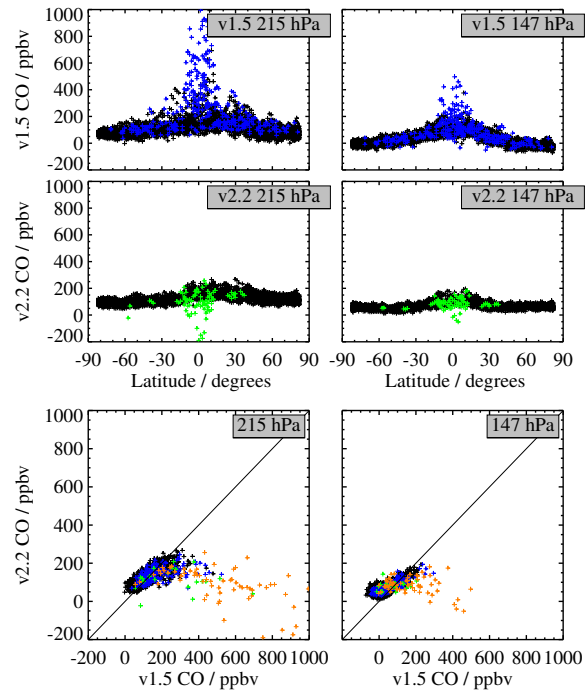 v1.5 215 hPa
v1.5 147 hPa
v1.5 CO / ppbv
1000
800
600
400
200
0
-200
v2.2 215 hPa
v2.2 147 hPa
v2.2 CO / ppbv
1000
800
600
400
200
0
-200
-90 -60 -30 0 30 60 90
-60 -30 0 30 60 90
Latitude / degrees
Latitude / degrees
215 hPa
147 hPa
v2.2 CO / ppbv
1000
800
600
400
200
0
-200
-200 0 200 400 600 800 1000
0 200 400 600 800 1000
v1.5 CO / ppbv
v1.5 CO / ppbv